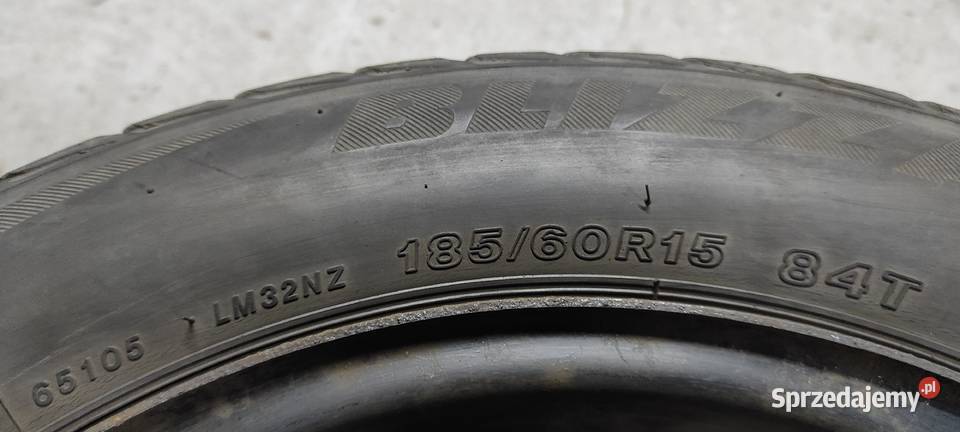 BLIZZ
185/60R15 84T
LM32NZ
65105
Sprzedajemy.pl